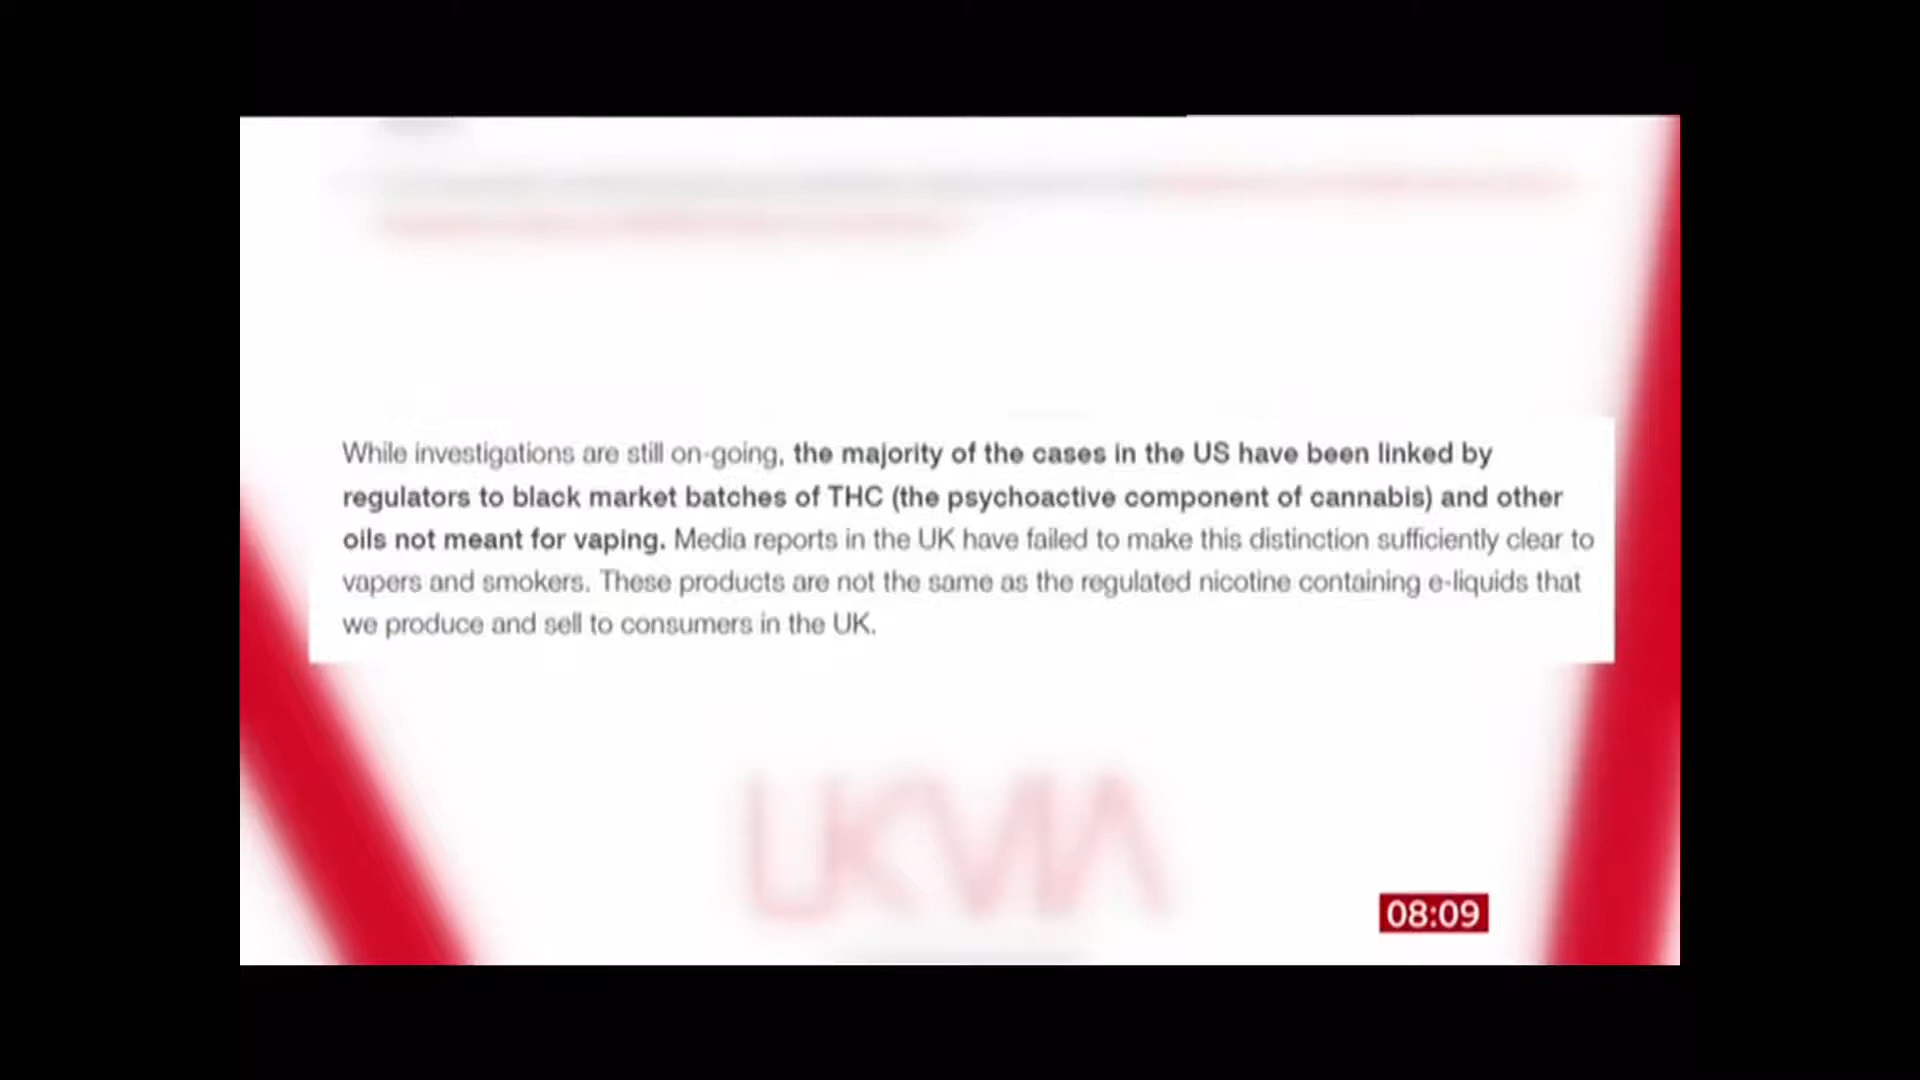 While investigations are still on-going, the majority of the cases in the US have been linked by
regulators to black market batches of THC (the psychoactive component of cannabis) and other
oils not meant for vaping. Media reports in the UK have failed to make this distinction sufficiently clear to
vapers and smokers. These products are not the same as the regulated nicotine containing e-liquids that
we produce and sell to consumers in the UK.
UKVIA
08:09